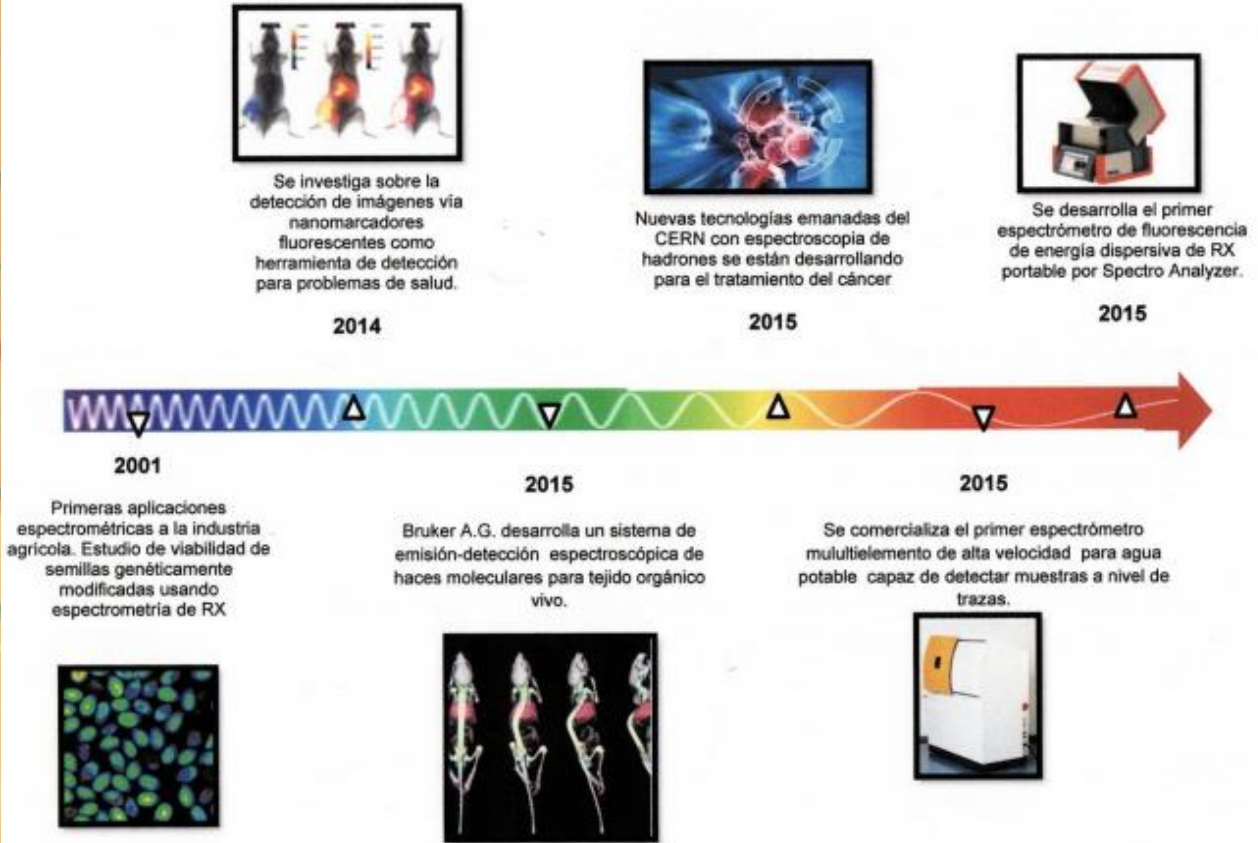 Se investiga sobre la
detección de imágenes vía
nanomarcadores
fluorescentes como
herramienta de detección
para problemas de salud.
2014
Nuevas tecnologías emanadas del
CERN con espectroscopia de
hadrones se están desarrollando
para el tratamiento del cáncer
2015
Se desarrolla el primer
espectrómetro de fluorescencia
de energía dispersiva de RX
portable por Spectro Analyzer.
2015
2001
Primeras aplicaciones
espectrométricas a la industria
agrícola. Estudio de viabilidad de
semillas genéticamente
modificadas usando
espectrometría de RX
2015
Bruker A.G. desarrolla un sistema de
emisión-detección espectroscópica de
haces moleculares para tejido orgánico
vivo.
2015
Se comercializa el primer espectrómetro
mulultielemento de alta velocidad para agua
potable capaz de detectar muestras a nivel de
trazas.